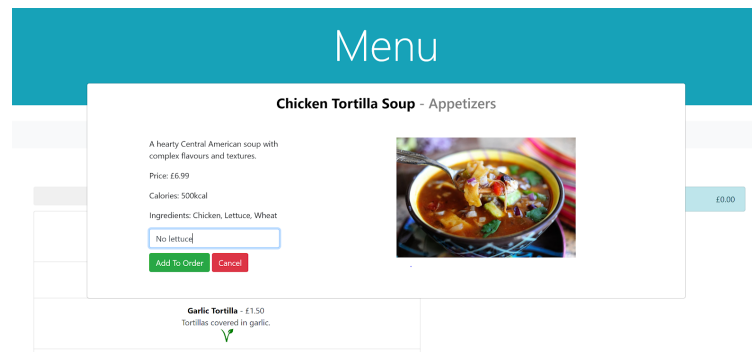 Menu
Chicken Tortilla Soup - Appetizers
A hearty Central American soup with
complex flavours and textures.
Price: £6.99
Calories: 500kcal
Ingredients: Chicken, Lettuce, Wheat
No lettuce
Add To Order Cancel
£0.00
Garlic Tortilla - £1.50
Tortillas covered in garlic.